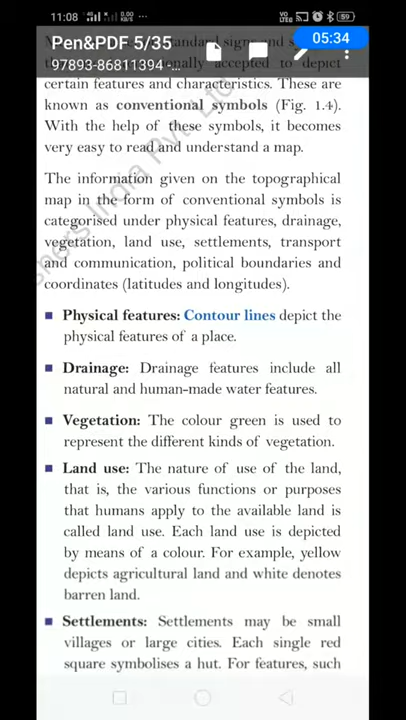 11:08
59
05:34
Pen&PDF 5/35
97893-86811394 -...
certain features and characteristics. These are
known as conventional symbols (Fig. 1.4).
With the help of these symbols, it becomes
very easy to read and understand a map.
The information given on the topographical
map in the form of conventional symbols is
categorised under physical features, drainage,
vegetation, land use, settlements, transport
and communication, political boundaries and
coordinates (latitudes and longitudes).
■ Physical features: Contour lines depict the
physical features of a place.
■ Drainage: Drainage features include all
natural and human-made water features.
■ Vegetation: The colour green is used to
represent the different kinds of vegetation.
■ Land use: The nature of use of the land,
that is, the various functions or purposes
that humans apply to the available land is
called land use. Each land use is depicted
by means of a colour. For example, yellow
depicts agricultural land and white denotes
barren land.
■ Settlements: Settlements may be small
villages or large cities. Each single red
square symbolises a hut. For features, such